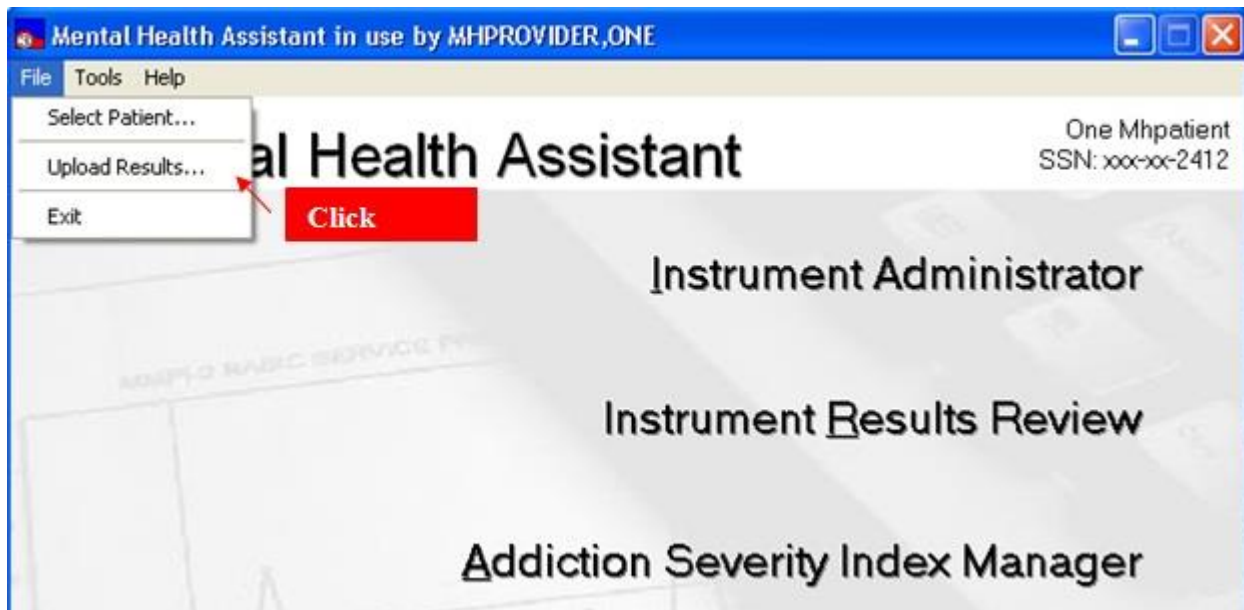 Mental Health Assistant in use by MHPROVIDER,ONE
File Tools Help
Select Patient...
Upload Results...
Exit
al Health Assistant
One Mhpatient
SSN: xxx-xx-2412
Click
Instrument Administrator
Instrument Results Review
Addiction Severity Index Manager